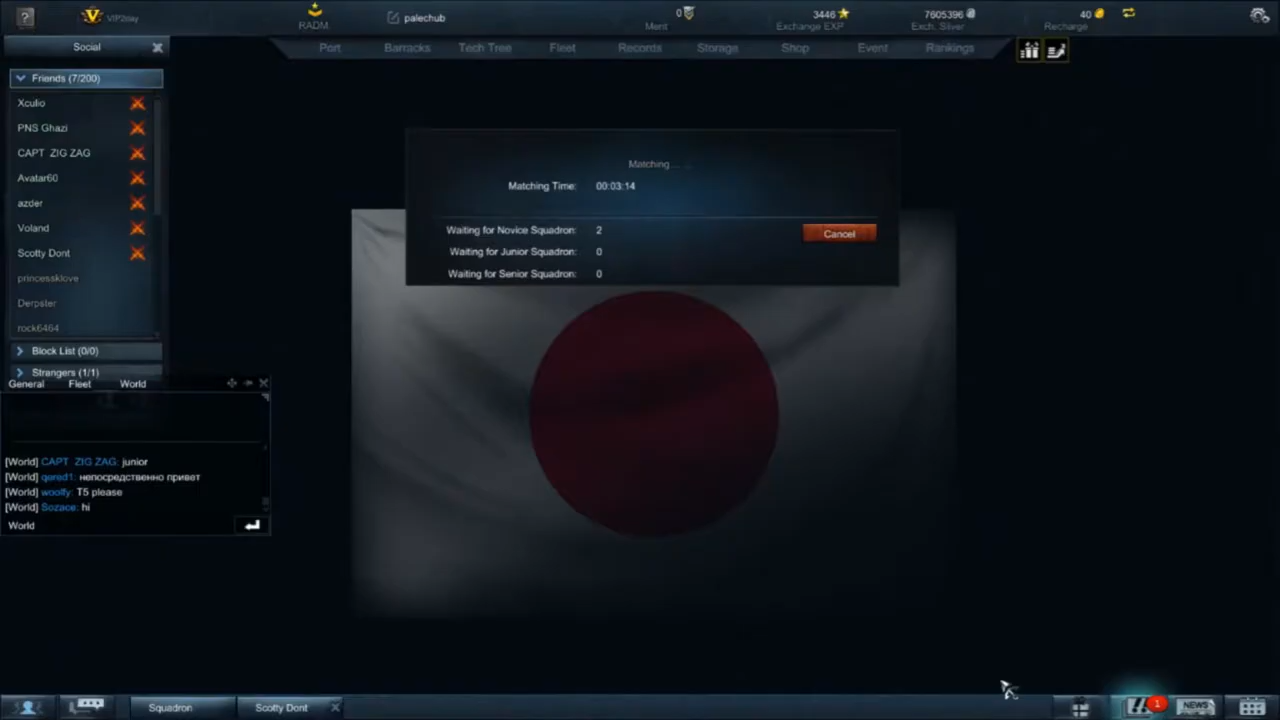 ?
V
VIP2day
RADM.
palechub
0
Merit
3446
Exchange EXP
7605396
Exch. Sliver
40
Recharge
Social
Port
Barracks
Tech Tree
Fleet
Records
Storage
Shop
Event
Rankings
Friends (7/200)
Xculio
PNS Ghazi
CAPT ZIG ZAG
Avatar60
azder
Voland
Scotty Dont
princessklove
Derpster
rock6464
Block List (0/0)
Strangers (1/1)
Matching...
Matching Time: 00:03:14
Waiting for Novice Squadron: 2
Cancel
Waiting for Junior Squadron: 0
Waiting for Senior Squadron: 0
General Fleet World
[World] CAPT ZIG ZAG: junior
[World] qered1: непосредственно привет
[World] woolfy: T5 please
[World] Sozace: hi
World
Squadron
Scotty Dont
1
NEWS